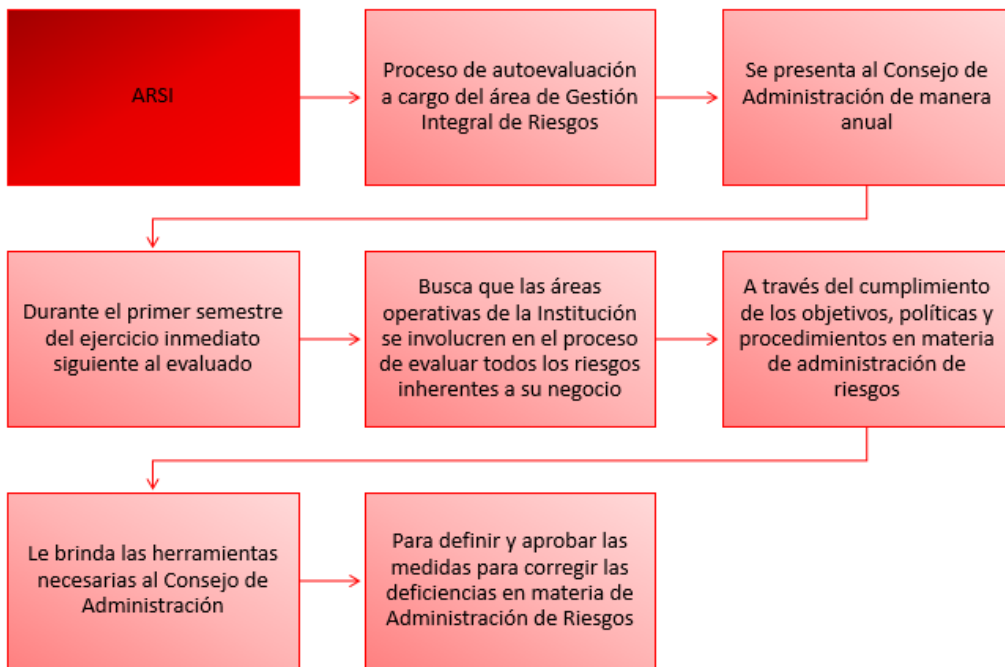 ARSI
Proceso de autoevaluación
a cargo del área de Gestión
Integral de Riesgos
Se presenta al Consejo de
Administración de manera
anual
Durante el primer semestre
del ejercicio inmediato
siguiente al evaluado
Busca que las áreas
operativas de la Institución
se involucren en el proceso
de evaluar todos los riesgos
inherentes a su negocio
A través del cumplimiento
de los objetivos, políticas y
procedimientos en materia
de administración de
riesgos
Le brinda las herramientas
necesarias al Consejo de
Administración
Para definir y aprobar las
medidas para corregir las
deficiencias en materia de
Administración de Riesgos